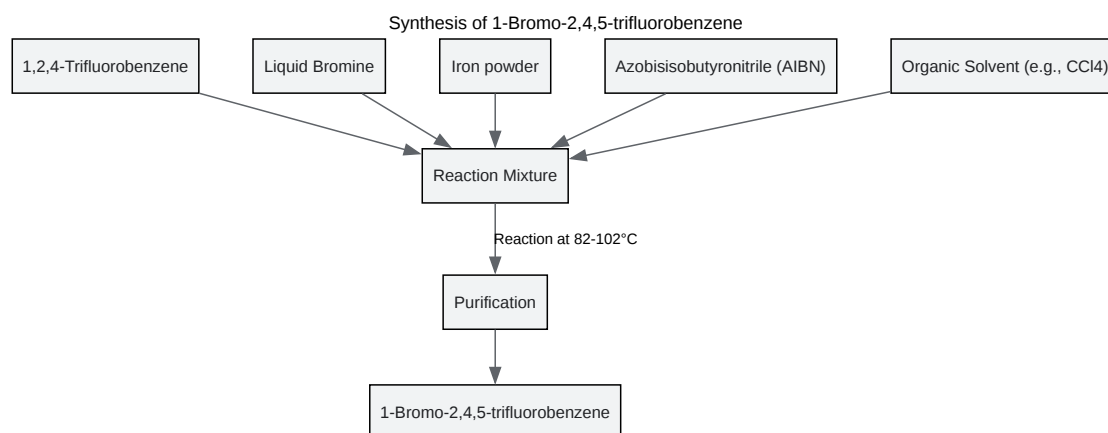 Synthesis of 1-Bromo-2,4,5-trifluorobenzene
1,2,4-Trifluorobenzene
Liquid Bromine
Iron powder
Azobisisobutyronitrile (AIBN)
Organic Solvent (e.g., CCl4)
Reaction Mixture
Reaction at 82-102°C
Purification
1-Bromo-2,4,5-trifluorobenzene